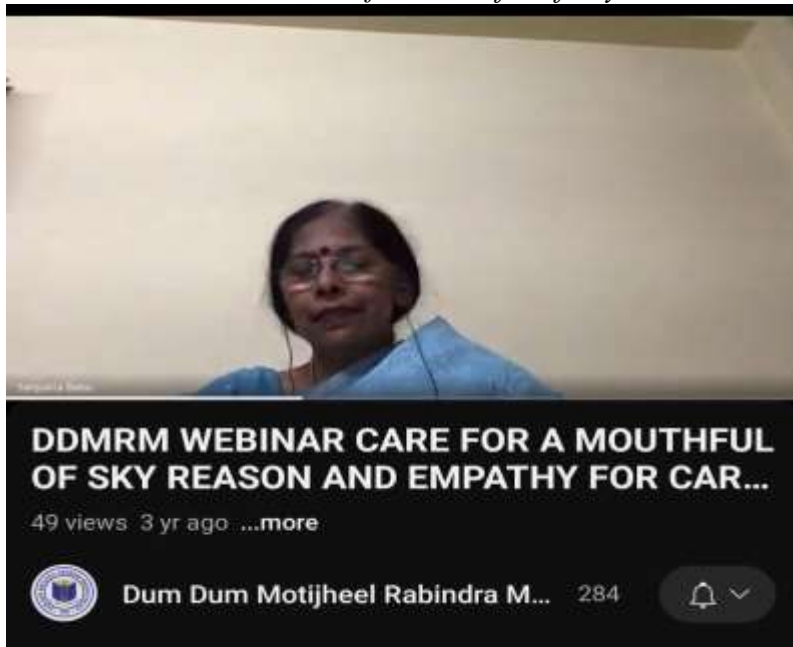 DDMRM WEBINAR CARE FOR A MOUTHFUL
OF SKY REASON AND EMPATHY FOR CAR...
49 views 3 yr ago ...more
Dum Dum Motijheel Rabindra M... 284